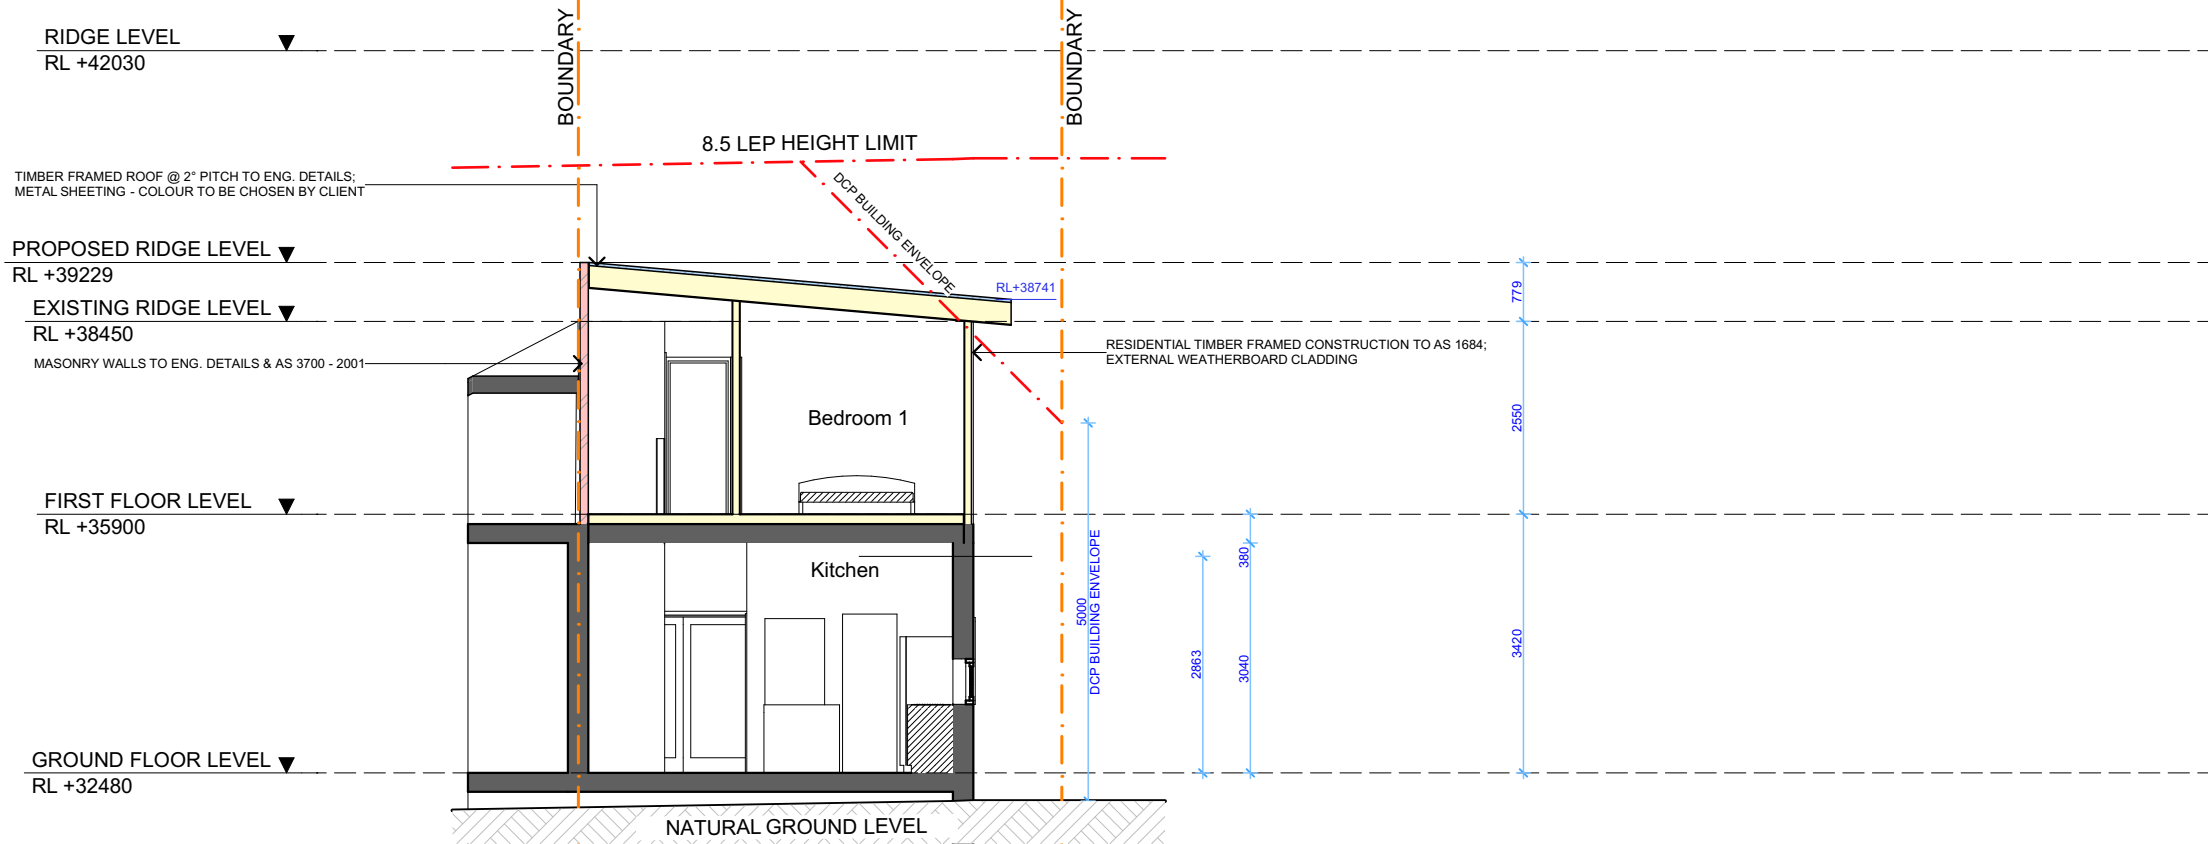 RIDGE LEVEL
RL +42030
BOUNDARY
BOUNDARY
8.5 LEP HEIGHT LIMIT
TIMBER FRAMED ROOF @ 2° PITCH TO ENG. DETAILS;
METAL SHEETING - COLOUR TO BE CHOSEN BY CLIENT
DCP BUILDING ENVELOPE
PROPOSED RIDGE LEVEL
RL +39229
RL+38741
779
EXISTING RIDGE LEVEL
RL +38450
MASONRY WALLS TO ENG. DETAILS & AS 3700 - 2001
RESIDENTIAL TIMBER FRAMED CONSTRUCTION TO AS 1684;
EXTERNAL WEATHERBOARD CLADDING
Bedroom 1
2550
FIRST FLOOR LEVEL
RL +35900
Kitchen
5000
DCP BUILDING ENVELOPE
2863
380
3040
3420
GROUND FLOOR LEVEL
RL +32480
NATURAL GROUND LEVEL